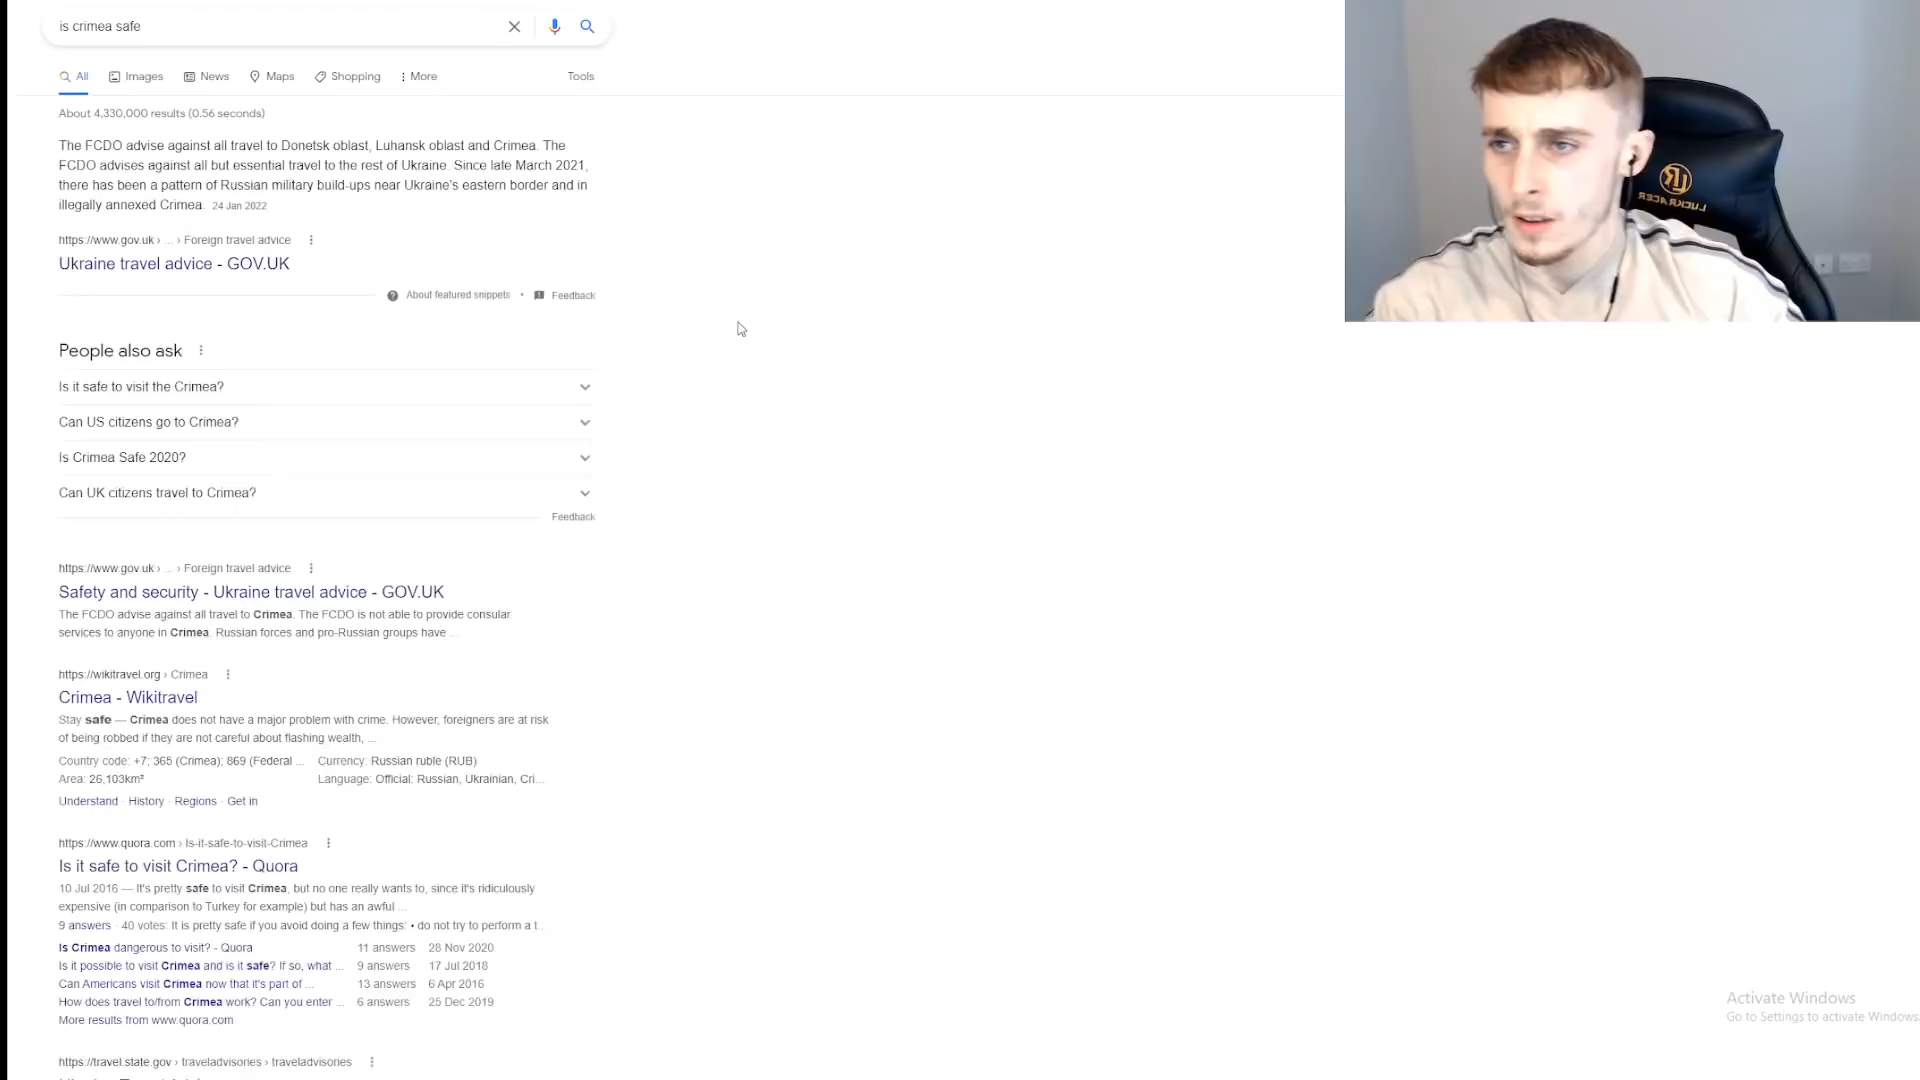 is crimea safe
All Images News Maps Shopping More Tools
About 4,330,000 results (0.56 seconds)
The FCDO advise against all travel to Donetsk oblast, Luhansk oblast and Crimea. The
FCDO advises against all but essential travel to the rest of Ukraine. Since late March 2021,
there has been a pattern of Russian military build-ups near Ukraine's eastern border and in
illegally annexed Crimea. 24 Jan 2022
https://www.gov.uk › ... › Foreign travel advice
Ukraine travel advice - GOV.UK
About featured snippets • Feedback
People also ask
Is it safe to visit the Crimea?
Can US citizens go to Crimea?
Is Crimea Safe 2020?
Can UK citizens travel to Crimea?
Feedback
https://www.gov.uk › ... › Foreign travel advice
Safety and security - Ukraine travel advice - GOV.UK
The FCDO advise against all travel to Crimea. The FCDO is not able to provide consular
services to anyone in Crimea. Russian forces and pro-Russian groups have ...
https://wikitravel.org › Crimea
Crimea - Wikitravel
Stay safe — Crimea does not have a major problem with crime. However, foreigners are at risk
of being robbed if they are not careful about flashing wealth, ...
Country code: +7; 365 (Crimea); 869 (Federal ... Currency: Russian ruble (RUB)
Area: 26,103km² Language: Official: Russian, Ukrainian, Cri...
Understand · History · Regions · Get in
https://www.quora.com › Is-it-safe-to-visit-Crimea
Is it safe to visit Crimea? - Quora
10 Jul 2016 — It's pretty safe to visit Crimea, but no one really wants to, since it's ridiculously
expensive (in comparison to Turkey for example) but has an awful ...
9 answers · 40 votes: It is pretty safe if you avoid doing a few things: • do not try to perform a t...
Is Crimea dangerous to visit? - Quora 11 answers 28 Nov 2020
Is it possible to visit Crimea and is it safe? If so, what ... 9 answers 17 Jul 2018
Can Americans visit Crimea now that it's part of ... 13 answers 6 Apr 2016
How does travel to/from Crimea work? Can you enter ... 6 answers 25 Dec 2019
More results from www.quora.com
https://travel.state.gov › traveladvisories › traveladvisories
LUCKRACER
Activate Windows
Go to Settings to activate Windows.